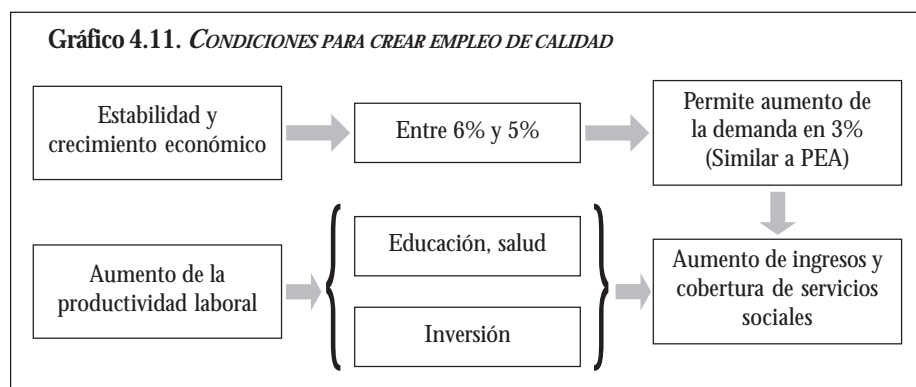 Gráfico 4.11. CONDICIONES PARA CREAR EMPLEO DE CALIDAD
Estabilidad y
crecimiento económico
Entre 6% y 5%
Permite aumento de
la demanda en 3%
(Similar a PEA)
Aumento de la
productividad laboral
Educación, salud
Inversión
Aumento de ingresos y
cobertura de servicios
sociales